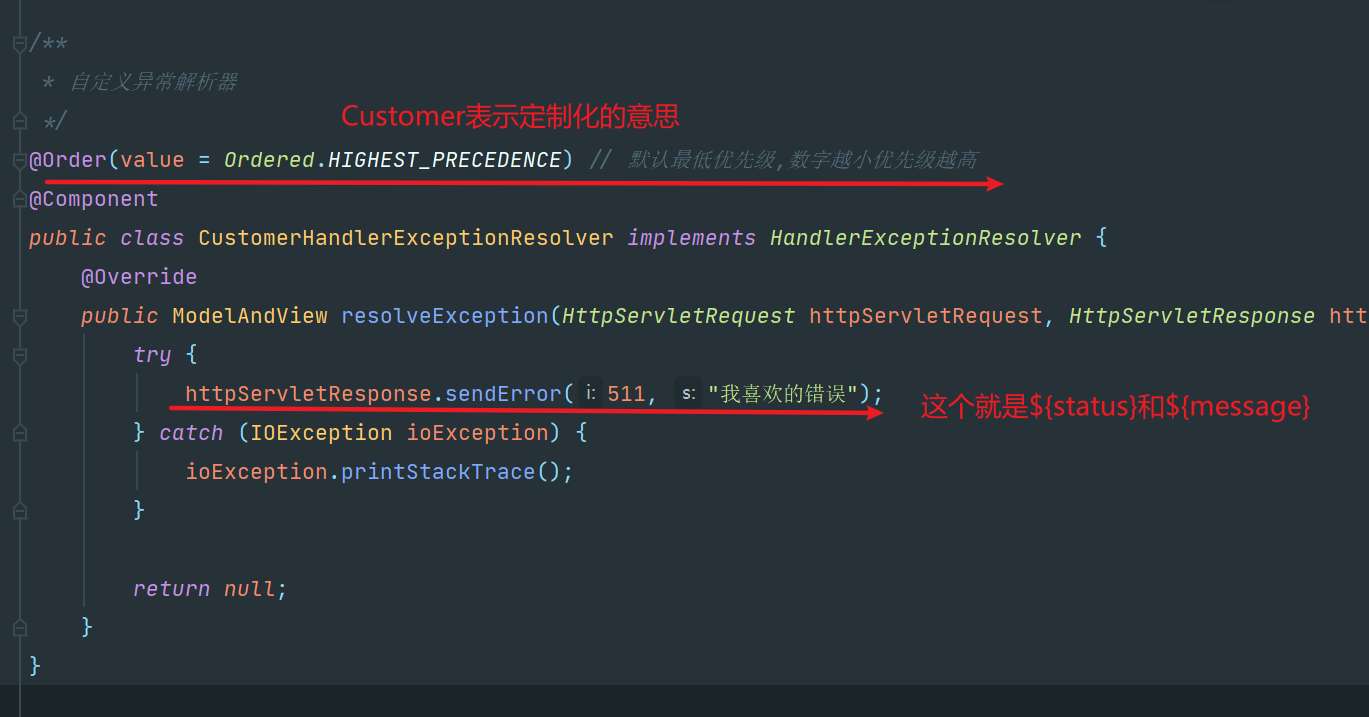 /**
* 自定义异常解析器
*/
Customer表示定制化的意思
@Order(value = Ordered.HIGHEST_PRECEDENCE) // 默认最低优先级,数字越小优先级越高
@Component
public class CustomerHandlerExceptionResolver implements HandlerExceptionResolver {
@Override
public ModelAndView resolveException(HttpServletRequest httpServletRequest, HttpServletResponse htt
try {
httpServletResponse.sendError( i: 511, s: "我喜欢的错误");
这个就是${status}和${message}
} catch (IOException ioException) {
ioException.printStackTrace();
}
return null;
}
}